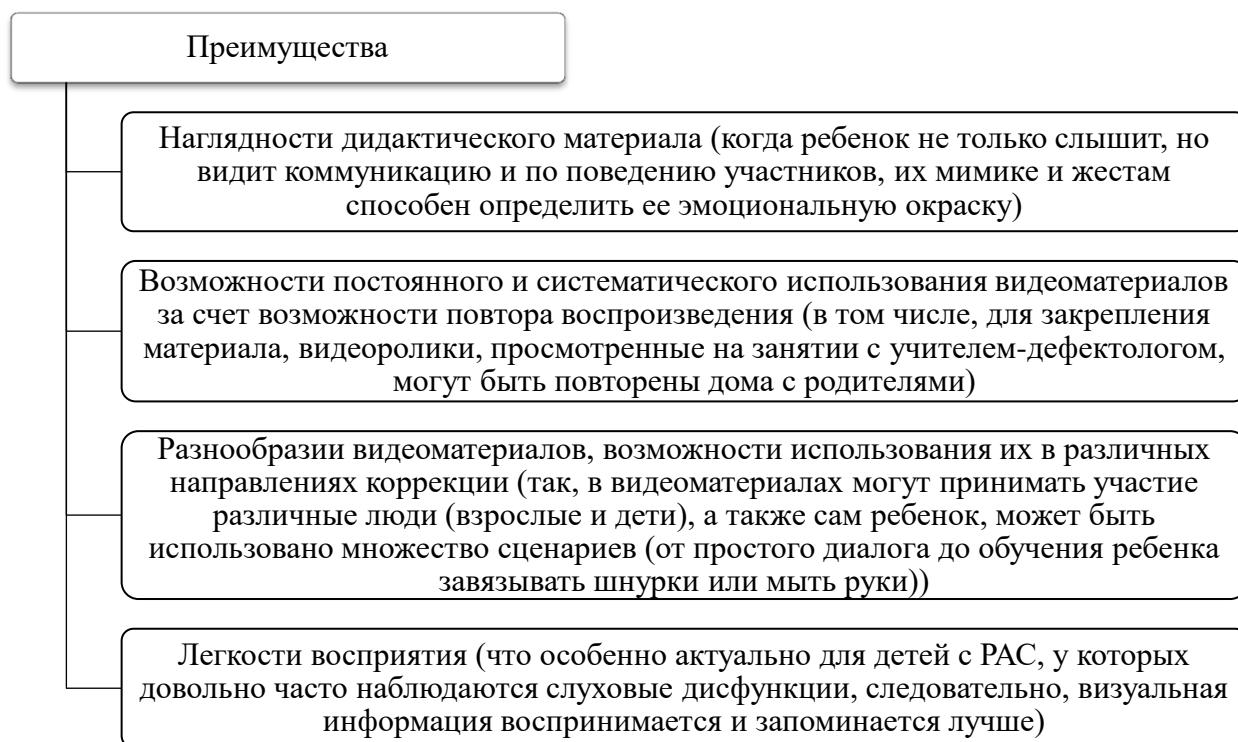 Преимущества
Наглядности дидактического материала (когда ребенок не только слышит, но
видит коммуникацию и по поведению участников, их мимике и жестам
способен определить ее эмоциональную окраску)
Возможности постоянного и систематического использования видеоматериалов
за счет возможности повтора воспроизведения (в том числе, для закрепления
материала, видеоролики, просмотренные на занятии с учителем-дефектологом,
могут быть повторены дома с родителями)
Разнообразии видеоматериалов, возможности использования их в различных
направлениях коррекции (так, в видеоматериалах могут принимать участие
различные люди (взрослые и дети), а также сам ребенок, может быть
использовано множество сценариев (от простого диалога до обучения ребенка
завязывать шнурки или мыть руки))
Легкости восприятия (что особенно актуально для детей с РАС, у которых
довольно часто наблюдаются слуховые дисфункции, следовательно, визуальная
информация воспринимается и запоминается лучше)